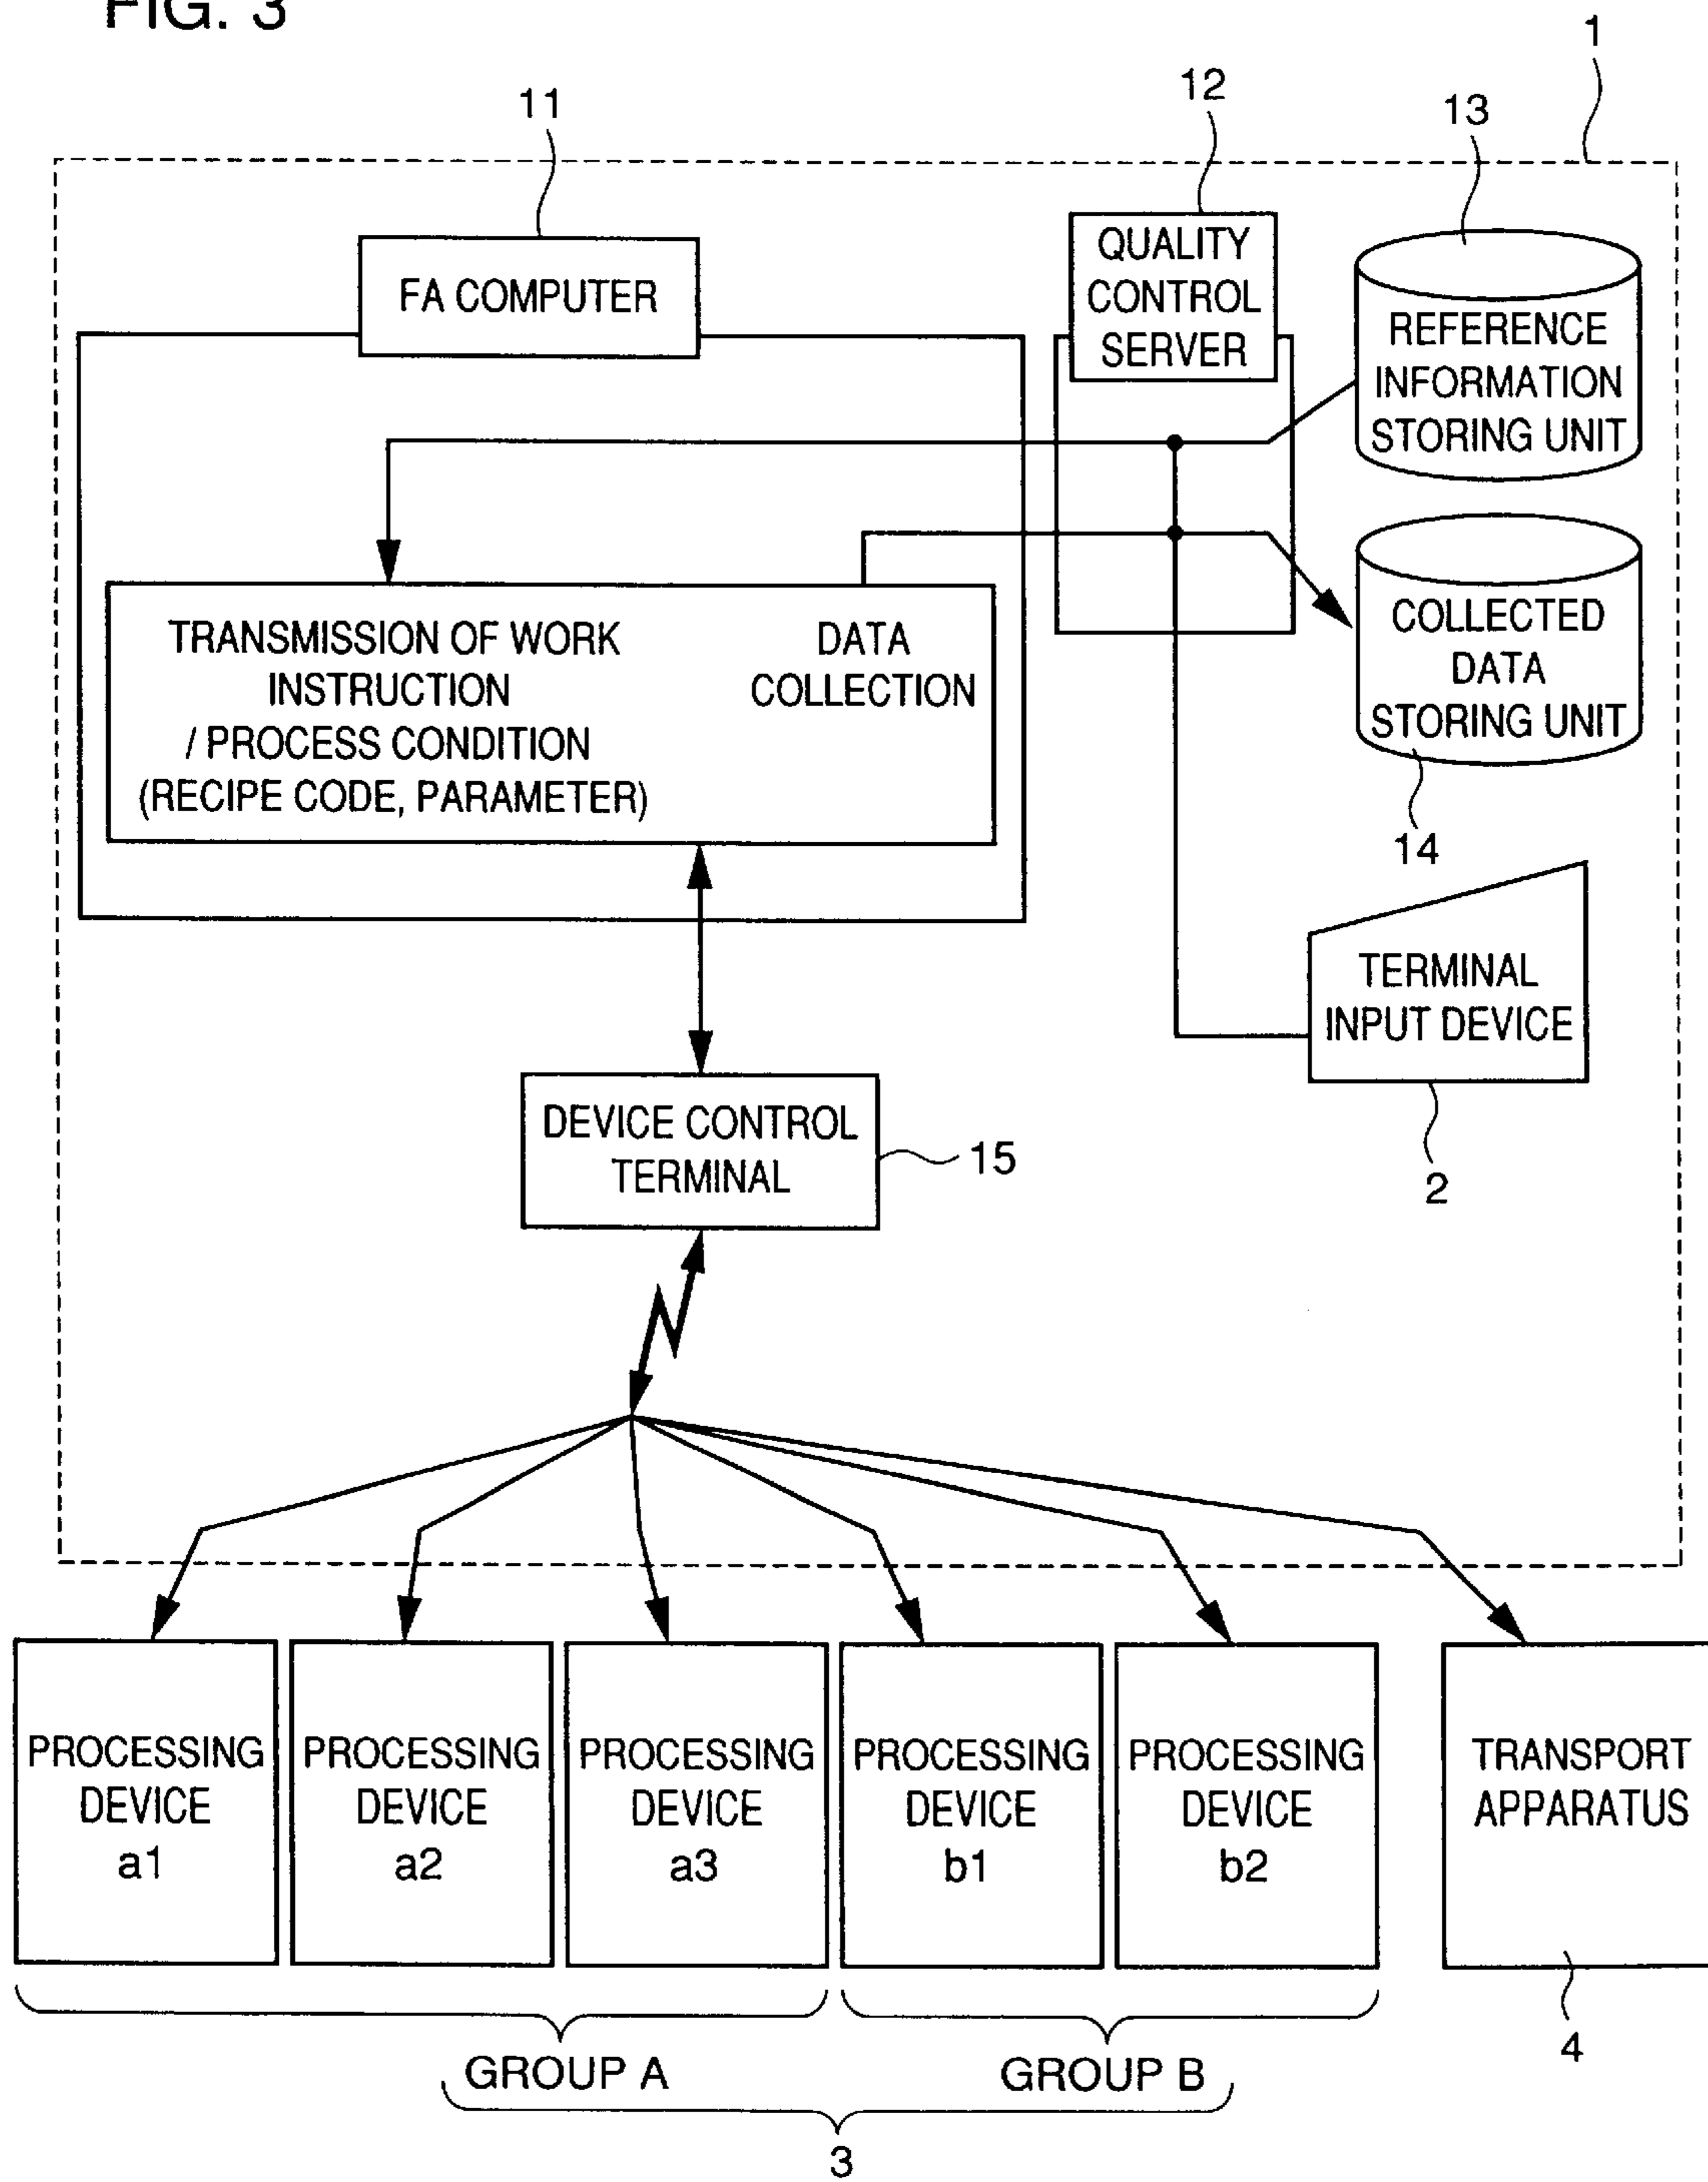 FIG. 3
1
11
12
13
FA COMPUTER
QUALITY
CONTROL
SERVER
REFERENCE
INFORMATION
STORING UNIT
TRANSMISSION OF WORK
INSTRUCTION
/ PROCESS CONDITION
(RECIPE CODE, PARAMETER)
DATA
COLLECTION
COLLECTED
DATA
STORING UNIT
14
TERMINAL
INPUT DEVICE
2
DEVICE CONTROL
TERMINAL
15
PROCESSING
DEVICE
a1
PROCESSING
DEVICE
a2
PROCESSING
DEVICE
a3
PROCESSING
DEVICE
b1
PROCESSING
DEVICE
b2
TRANSPORT
APPARATUS
4
GROUP A
GROUP B
3